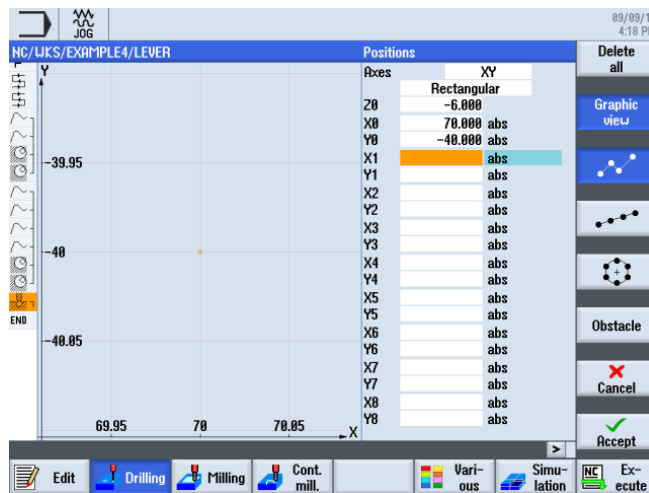 JOG
09/09/1
4:18 P
NC/WKS/EXAMPLE4/LEVER
Positions
Delete all
Y
Axes XY
Rectangular
Z0 -6.000
X0 70.000 abs
Y0 -40.000 abs
X1 abs
Y1 abs
X2 abs
Y2 abs
X3 abs
Y3 abs
X4 abs
Y4 abs
X5 abs
Y5 abs
X6 abs
Y6 abs
X7 abs
Y7 abs
X8 abs
Y8 abs
-39.95
-40
-40.05
69.95 70 70.05 X
END
Graphic view
Obstacle
Cancel
Accept
>
Edit Drilling Milling Cont. mill. Vari- ous Simu- lation NC Ex- ecute